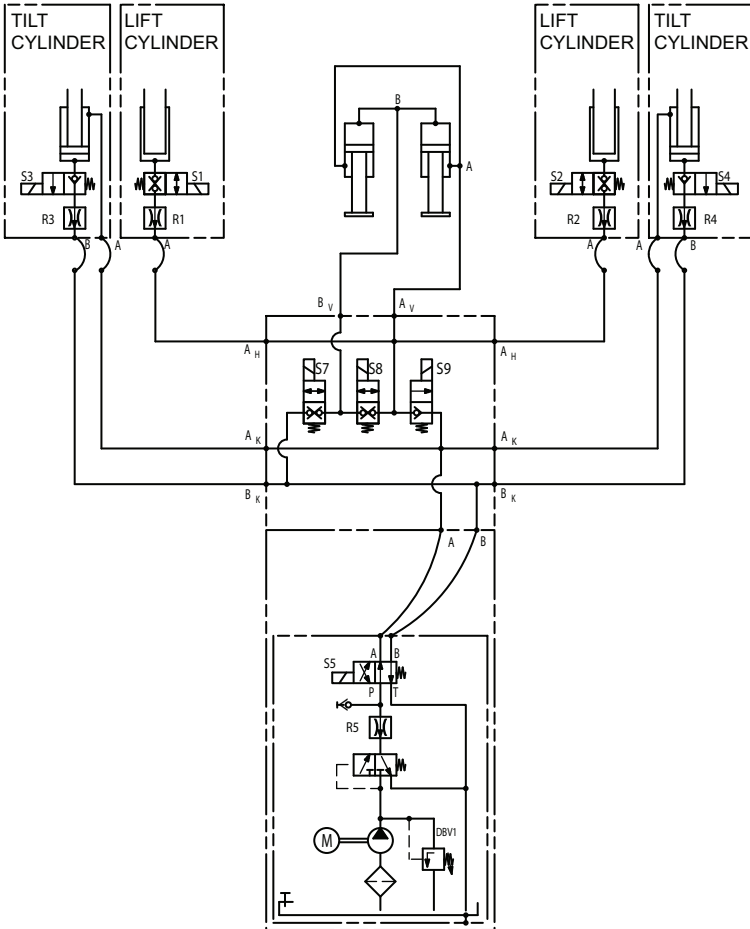 TILT
CYLINDER
LIFT
CYLINDER
LIFT
CYLINDER
TILT
CYLINDER
B
A
S3
S1
S2
S4
R3
R1
R2
R4
B
A
A
A
A
B
B V
A V
A H
A H
S7
S8
S9
A K
A K
B K
B K
A
B
A
B
S5
P
T
R5
M
DBV1